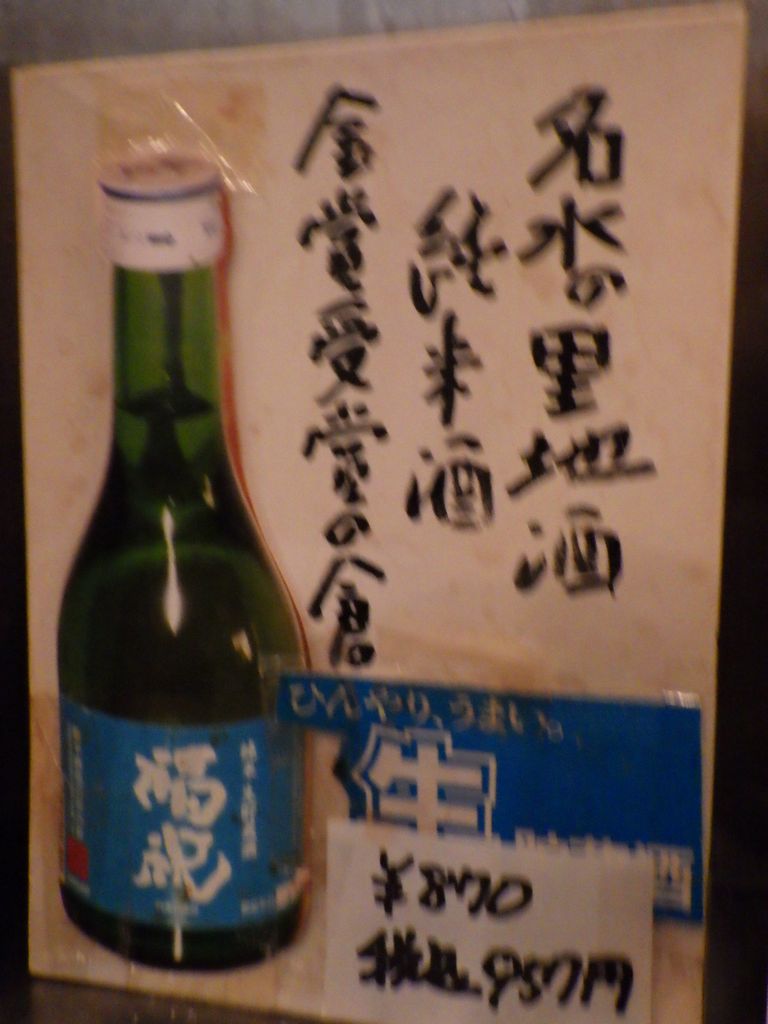 名水の里地酒
純米酒
金賞受賞の倉
ひんやり、うまい。
生
酒
福祝
¥870
税込957円